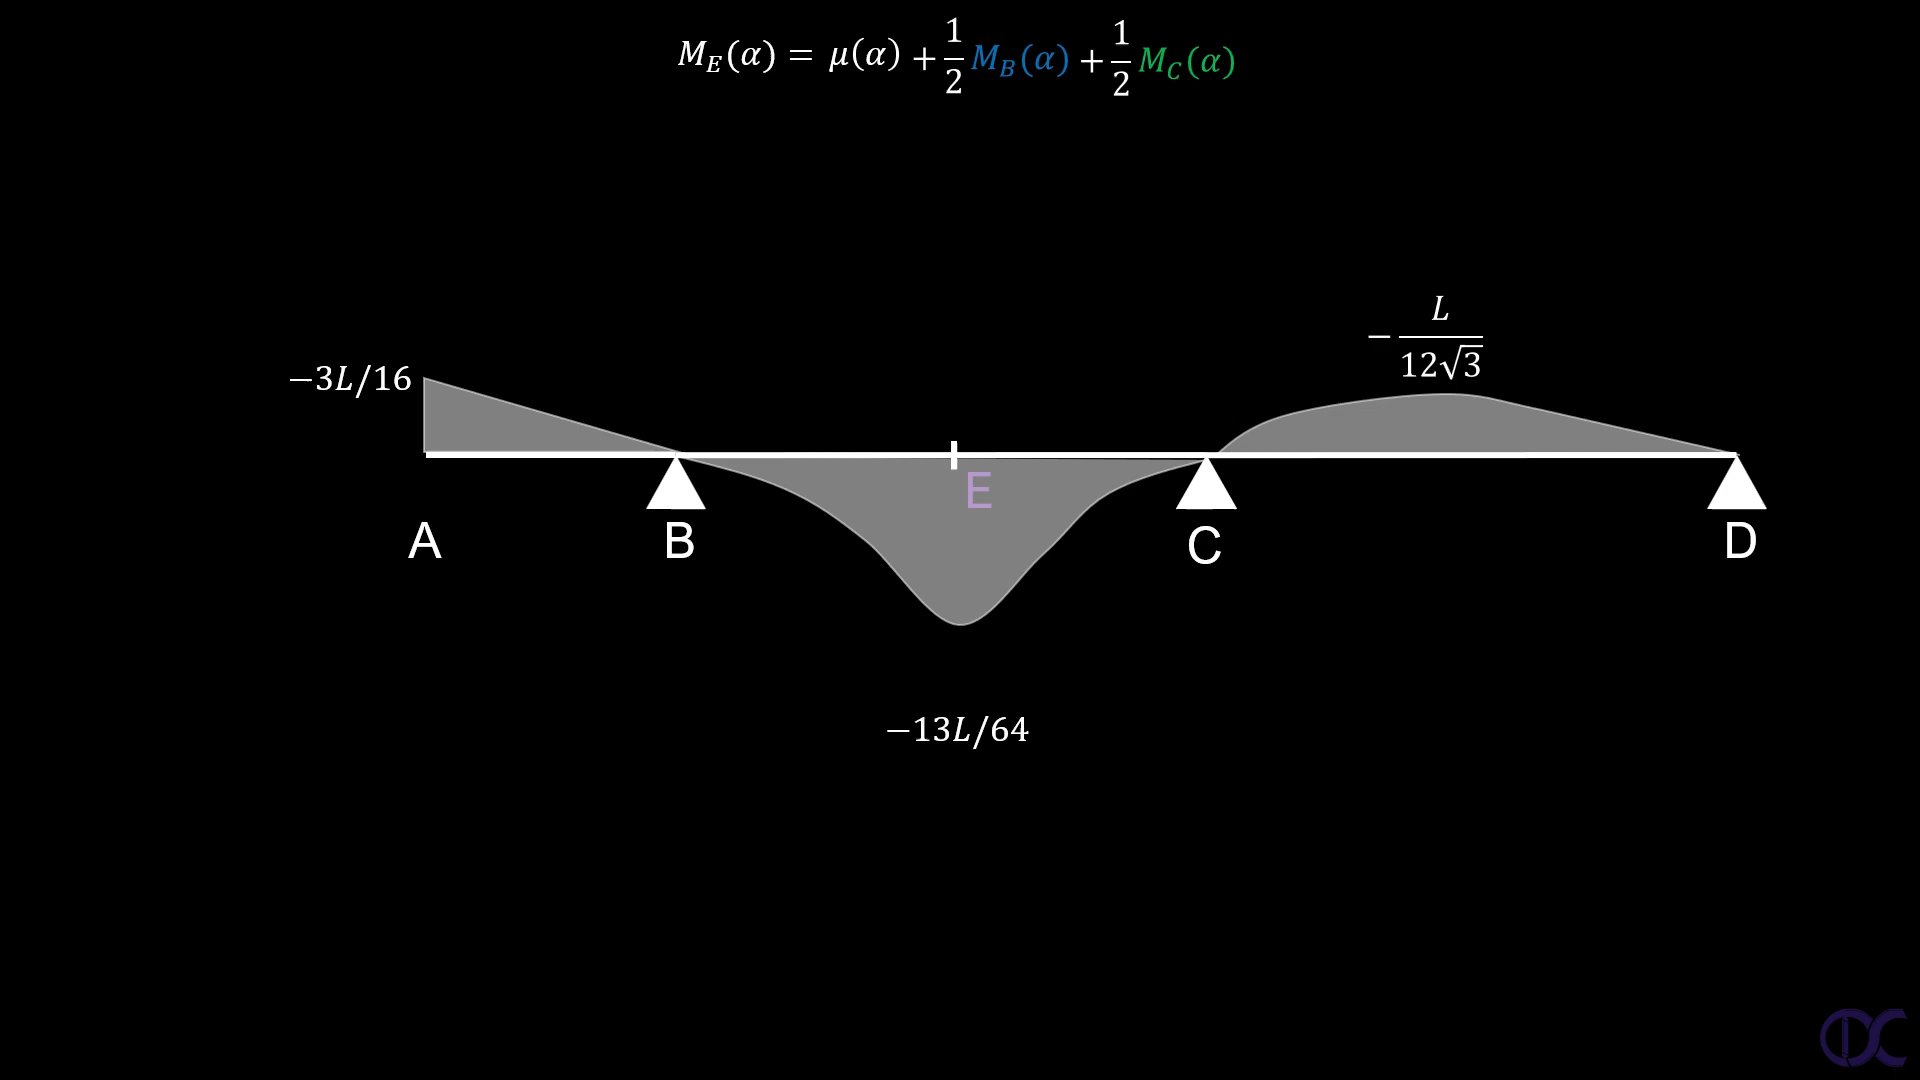 M_E(α) = μ(α) + 1/2 M_B(α) + 1/2 M_C(α)
− L/12√3
−3L/16
E
A B C D
−13L/64